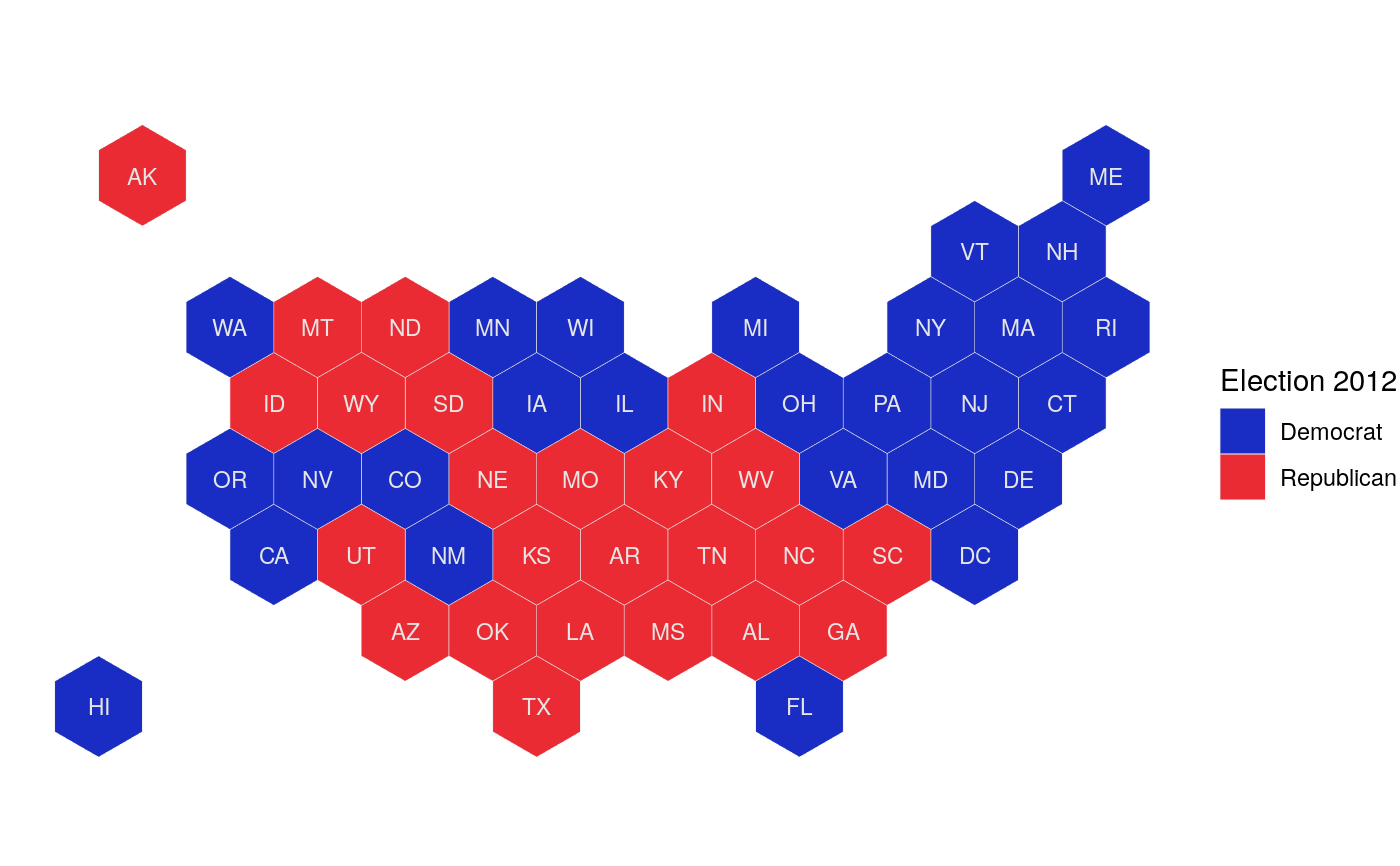 AK
ME
VT NH
WA MT ND MN WI MI NY MA RI
ID WY SD IA IL IN OH PA NJ CT
OR NV CO NE MO KY WV VA MD DE
CA UT NM KS AR TN NC SC DC
AZ OK LA MS AL GA
HI TX FL
Election 2012
Democrat
Republican